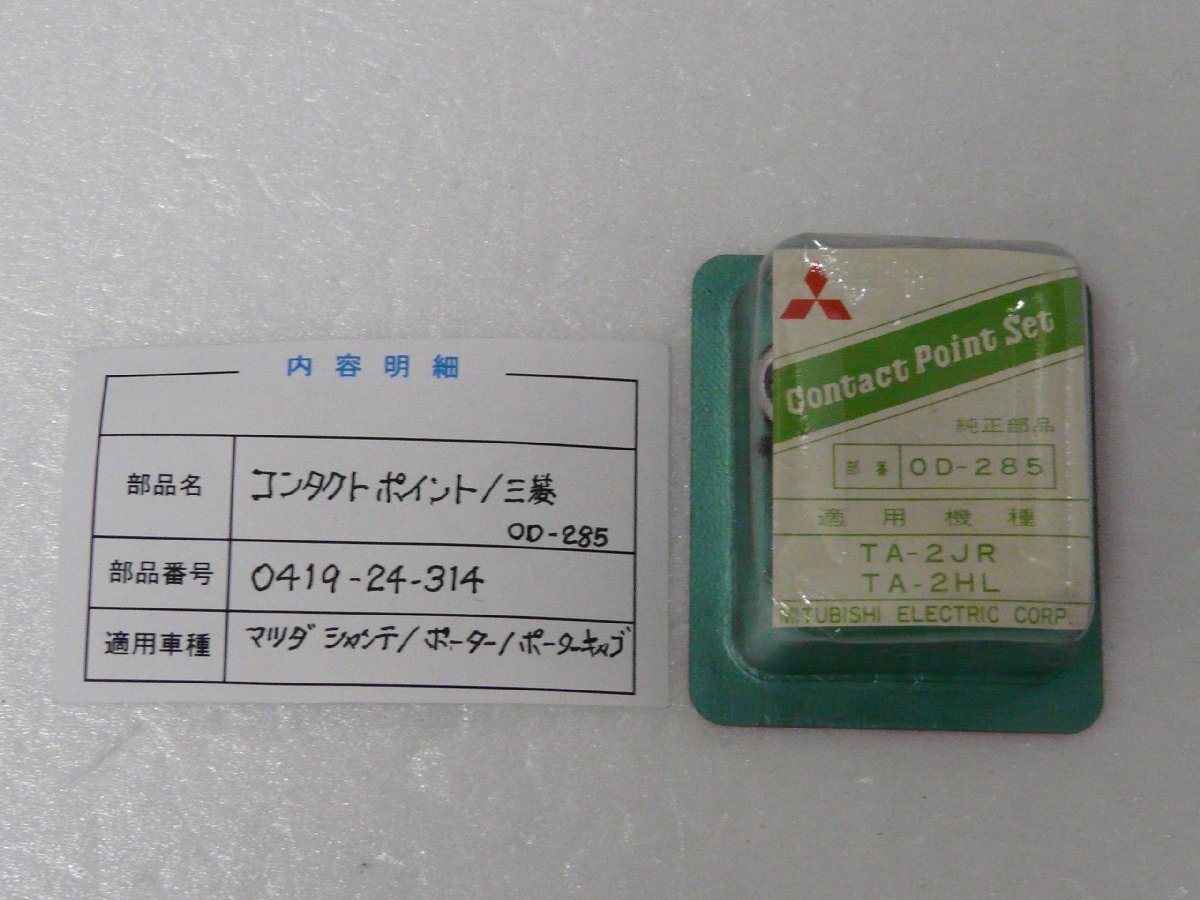 内容明細
部品名 コンタクトポイント/三菱
OD-285
部品番号 0419-24-314
適用車種 マツダ シャンテ/ポーター/ポーターキャブ
Contact Point Set
純正部品
部番 OD-285
適用機種
TA-2JR
TA-2HL
MITUBISHI ELECTRIC CORP.